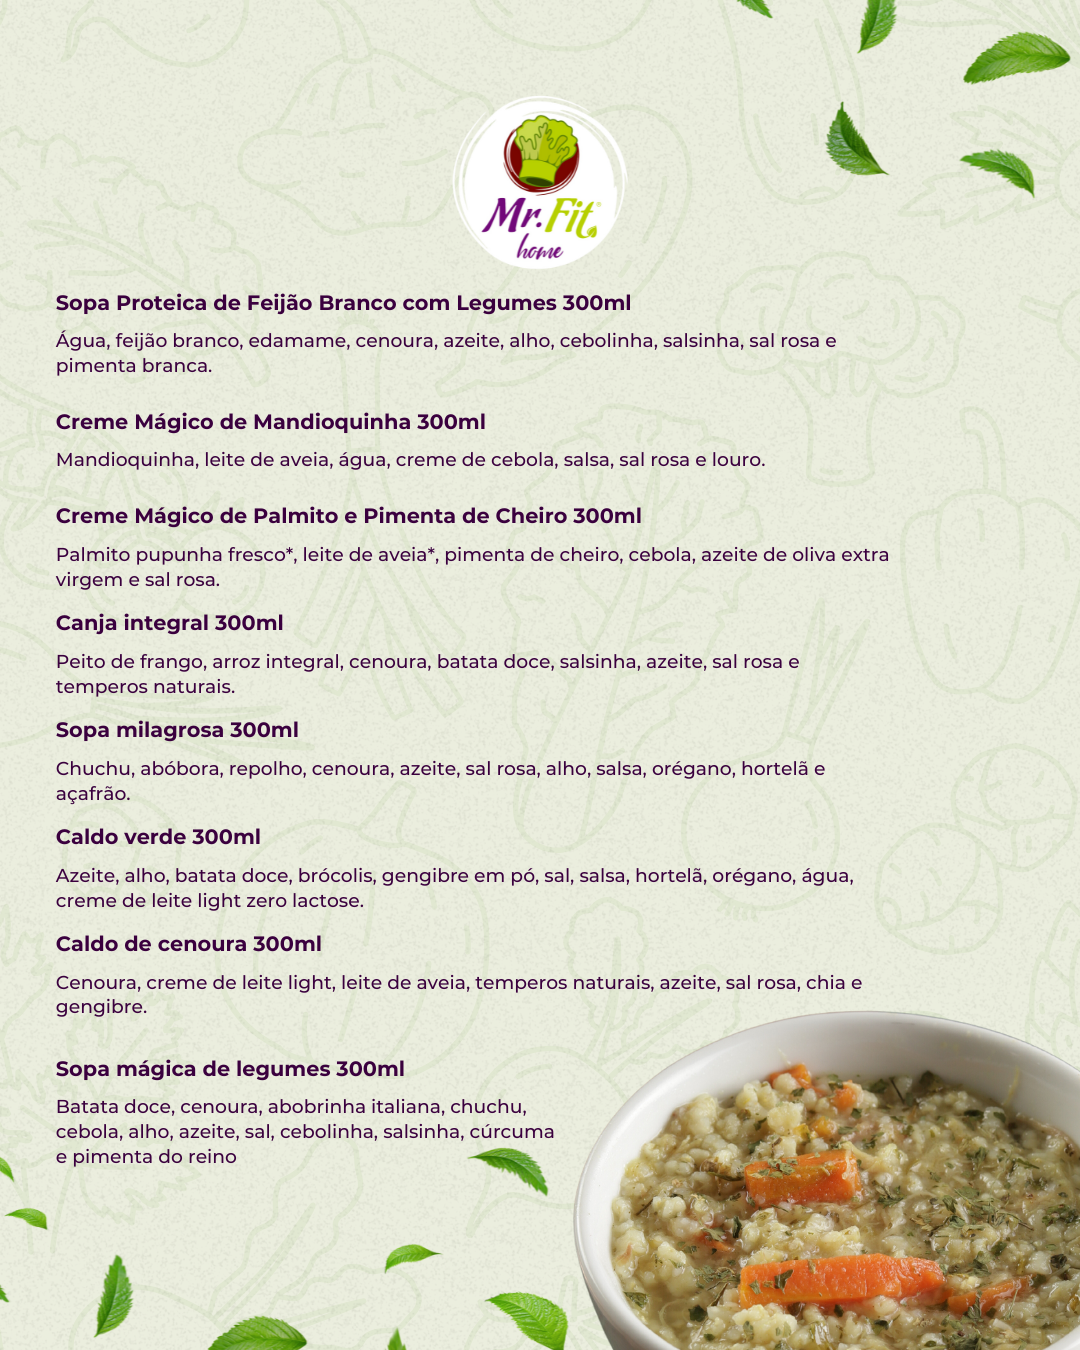 Mr.Fit®
home
Sopa Proteica de Feijão Branco com Legumes 300ml
Água, feijão branco, edamame, cenoura, azeite, alho, cebolinha, salsinha, sal rosa e
pimenta branca.
Creme Mágico de Mandioquinha 300ml
Mandioquinha, leite de aveia, água, creme de cebola, salsa, sal rosa e louro.
Creme Mágico de Palmito e Pimenta de Cheiro 300ml
Palmito pupunha fresco*, leite de aveia*, pimenta de cheiro, cebola, azeite de oliva extra
virgem e sal rosa.
Canja integral 300ml
Peito de frango, arroz integral, cenoura, batata doce, salsinha, azeite, sal rosa e
temperos naturais.
Sopa milagrosa 300ml
Chuchu, abóbora, repolho, cenoura, azeite, sal rosa, alho, salsa, orégano, hortelã e
açafrão.
Caldo verde 300ml
Azeite, alho, batata doce, brócolis, gengibre em pó, sal, salsa, hortelã, orégano, água,
creme de leite light zero lactose.
Caldo de cenoura 300ml
Cenoura, creme de leite light, leite de aveia, temperos naturais, azeite, sal rosa, chia e
gengibre.
Sopa mágica de legumes 300ml
Batata doce, cenoura, abobrinha italiana, chuchu,
cebola, alho, azeite, sal, cebolinha, salsinha, cúrcuma
e pimenta do reino